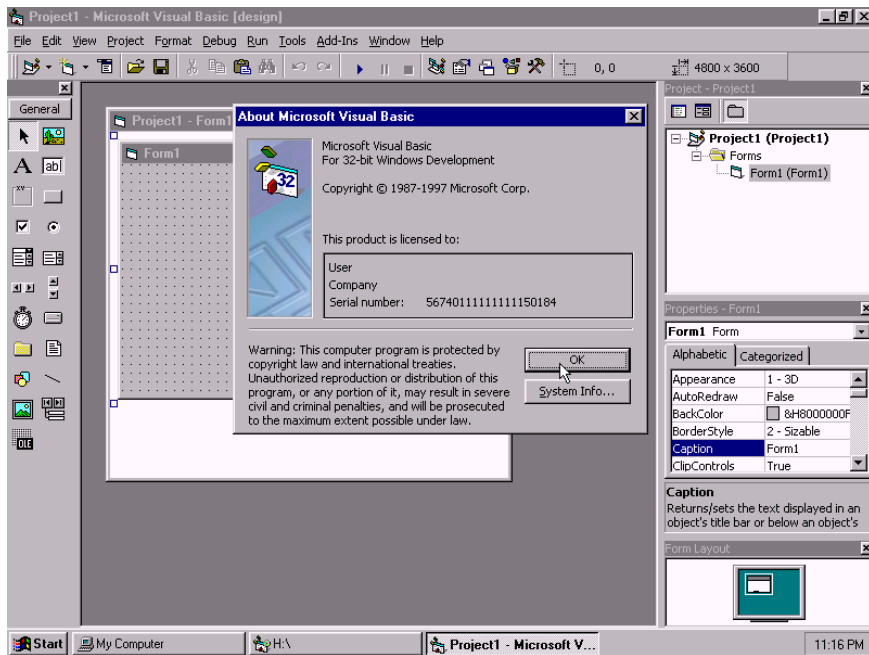 Project1 - Microsoft Visual Basic [design]
File Edit View Project Format Debug Run Tools Add-Ins Window Help
0, 0 4800 x 3600
General
A ab|
xy
OLE
Project1 - Form1
Form1
About Microsoft Visual Basic
32
Microsoft Visual Basic
For 32-bit Windows Development
Copyright © 1987-1997 Microsoft Corp.
This product is licensed to:
User
Company
Serial number: 56740111111111150184
Warning: This computer program is protected by
copyright law and international treaties.
Unauthorized reproduction or distribution of this
program, or any portion of it, may result in severe
civil and criminal penalties, and will be prosecuted
to the maximum extent possible under law.
OK
System Info...
Project - Project1
Project1 (Project1)
Forms
Form1 (Form1)
Properties - Form1
Form1 Form
Alphabetic Categorized
Appearance 1 - 3D
AutoRedraw False
BackColor &H8000000F
BorderStyle 2 - Sizable
Caption Form1
ClipControls True
Caption
Returns/sets the text displayed in an
object's title bar or below an object's
Form Layout
Start My Computer H:\ Project1 - Microsoft V... 11:16 PM